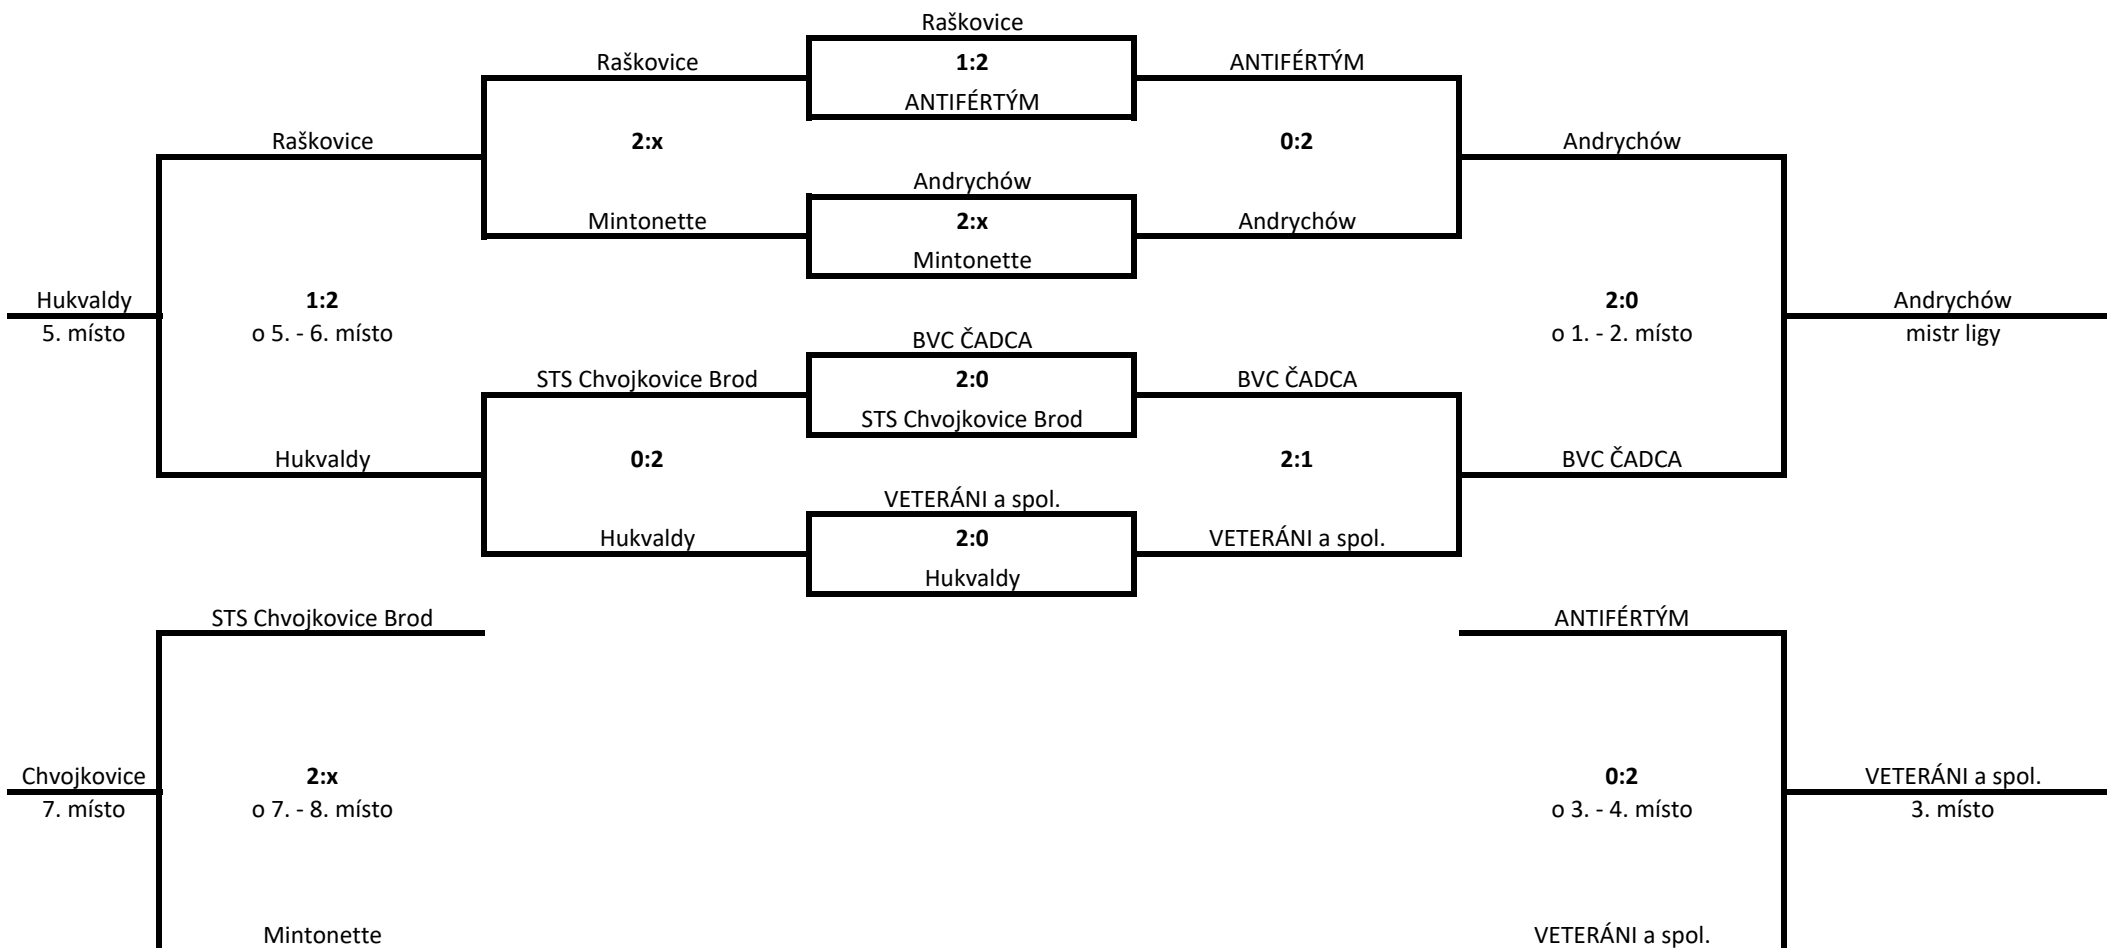 Raškovice
Raškovice 1:2 ANTIFÉRTÝM
ANTIFÉRTÝM
Raškovice 2:x 0:2 Andrychów
Andrychów
Mintonette 2:x Andrychów
Mintonette
Hukvaldy 1:2 2:0 Andrychów
5. místo o 5. - 6. místo BVC ČADCA o 1. - 2. místo mistr ligy
STS Chvojkovice Brod 2:0 BVC ČADCA
STS Chvojkovice Brod
Hukvaldy 0:2 2:1 BVC ČADCA
VETERÁNI a spol.
Hukvaldy 2:0 VETERÁNI a spol.
Hukvaldy
STS Chvojkovice Brod ANTIFÉRTÝM
Chvojkovice 2:x 0:2 VETERÁNI a spol.
7. místo o 7. - 8. místo o 3. - 4. místo 3. místo
Mintonette VETERÁNI a spol.